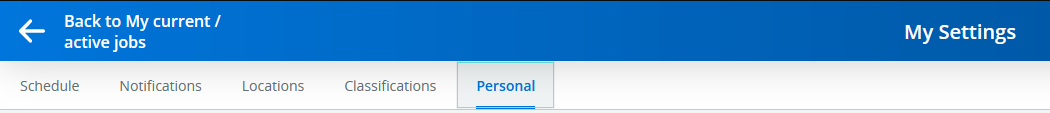 Back to My current /
active jobs
My Settings
Schedule Notifications Locations Classifications Personal